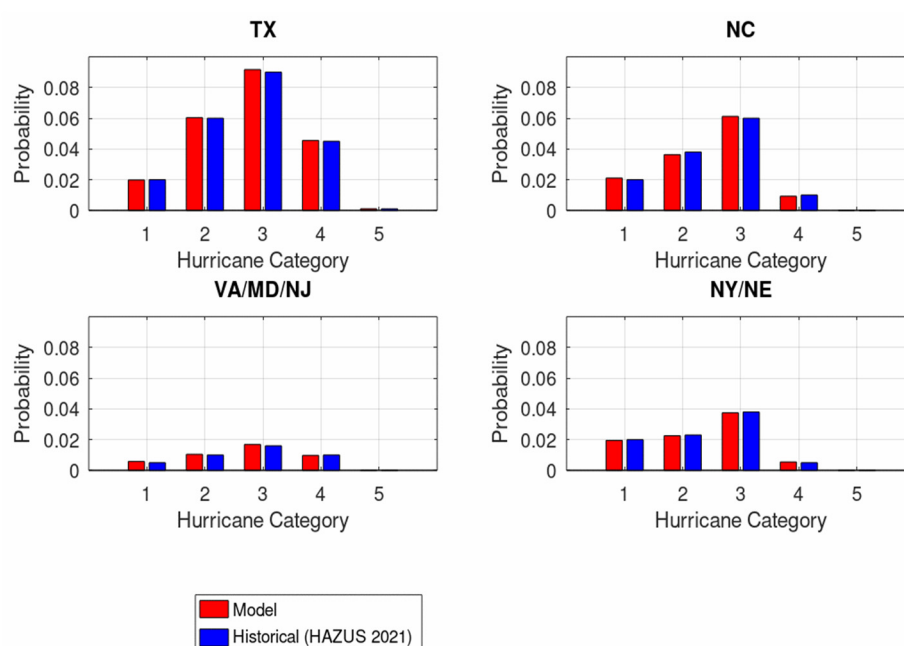 TX
Probability
0.08
0.06
0.04
0.02
0
1 2 3 4 5
Hurricane Category
NC
Probability
0.08
0.06
0.04
0.02
0
1 2 3 4 5
Hurricane Category
VA/MD/NJ
Probability
0.08
0.06
0.04
0.02
0
1 2 3 4 5
Hurricane Category
NY/NE
Probability
0.08
0.06
0.04
0.02
0
1 2 3 4 5
Hurricane Category
Model
Historical (HAZUS 2021)